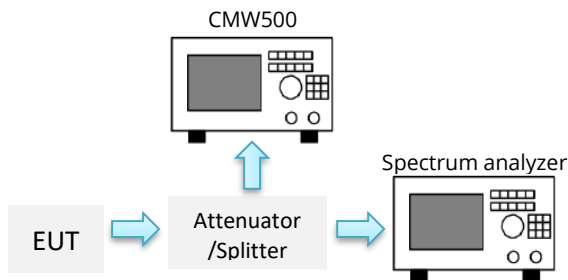 CMW500
Spectrum analyzer
EUT
Attenuator
/Splitter